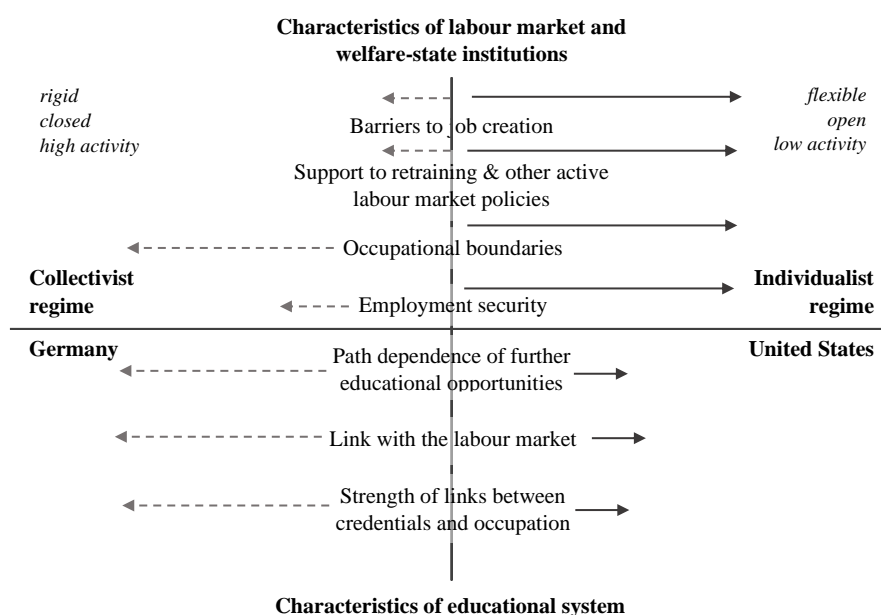 Characteristics of labour market and
welfare-state institutions
rigid
closed
high activity
flexible
open
low activity
Barriers to job creation
Support to retraining & other active
labour market policies
Occupational boundaries
Collectivist
regime
Individualist
regime
Employment security
Germany
United States
Path dependence of further
educational opportunities
Link with the labour market
Strength of links between
credentials and occupation
Characteristics of educational system